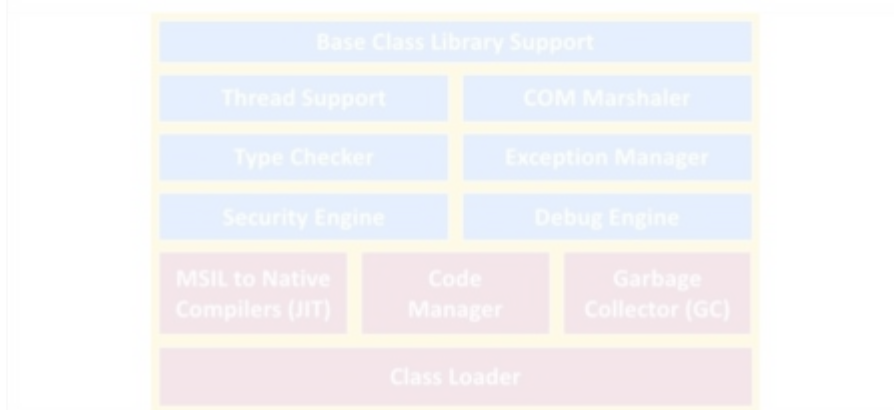 Base Class Library Support
Thread Support
COM Marshaler
Type Checker
Exception Manager
Security Engine
Debug Engine
MSIL to Native
Compilers (JIT)
Code
Manager
Garbage
Collector (GC)
Class Loader